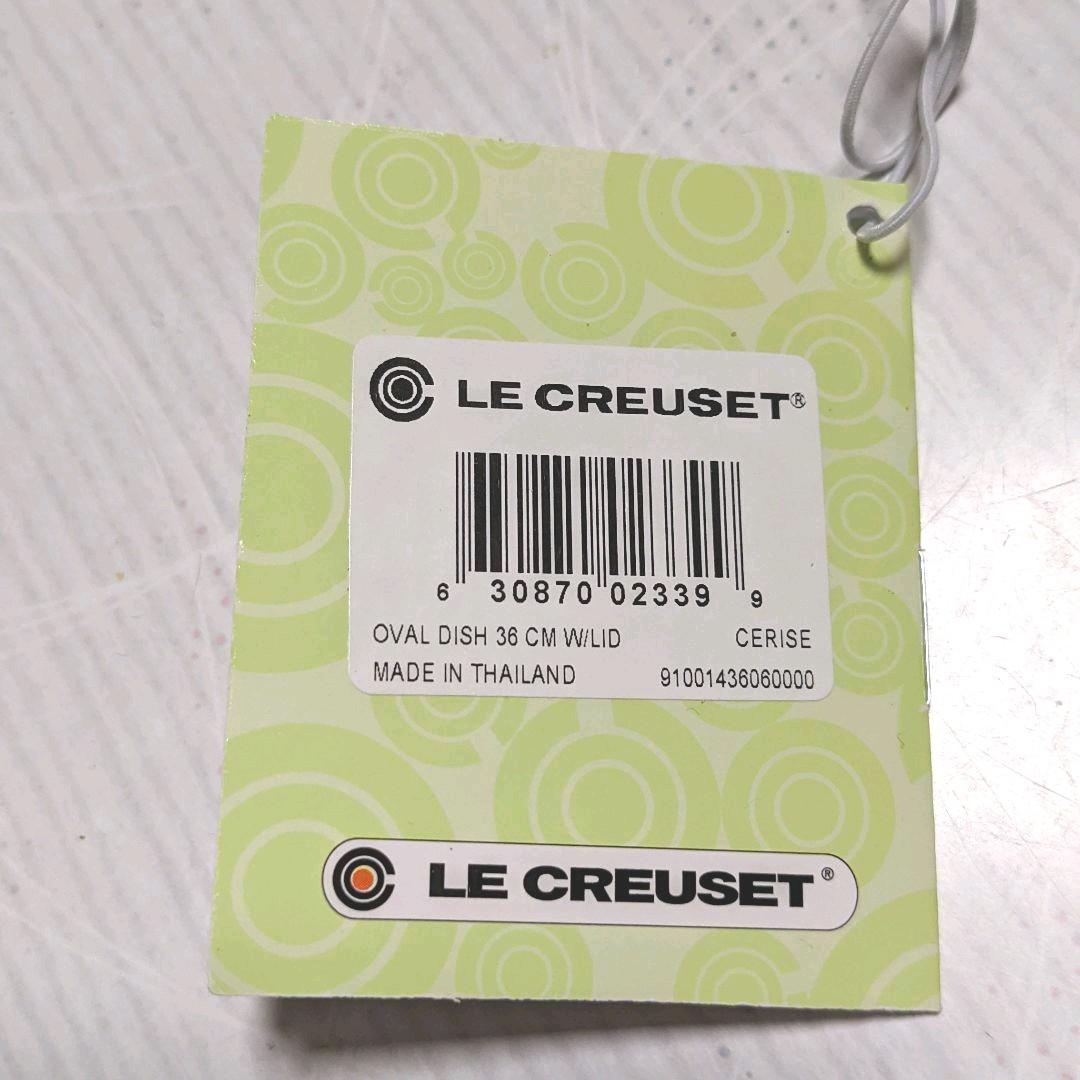 LE CREUSET®
6 30870 02339 9
OVAL DISH 36 CM W/LID CERISE
MADE IN THAILAND 91001436060000
LE CREUSET®